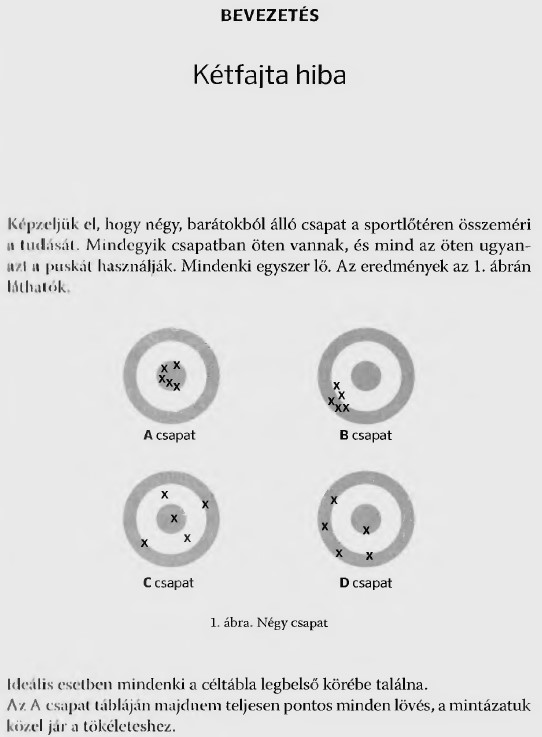 BEVEZETÉS
Kétfajta hiba
Képzeljük el, hogy négy, barátokból álló csapat a sportlőtéren összeméri
a tudását. Mindegyik csapatban öten vannak, és mind az öten ugyan-
azt a puskát használják. Mindenki egyszer lő. Az eredmények az 1. ábrán
láthatók.
X X X X X
X X X X X
A csapat
B csapat
X X X X X
X X X X X
C csapat
D csapat
1. ábra. Négy csapat
Ideális esetben mindenki a céltábla legbelső körébe találna.
Az A csapat tábláján majdnem teljesen pontos minden lövés, a mintázatuk
közel jár a tökéleteshez.